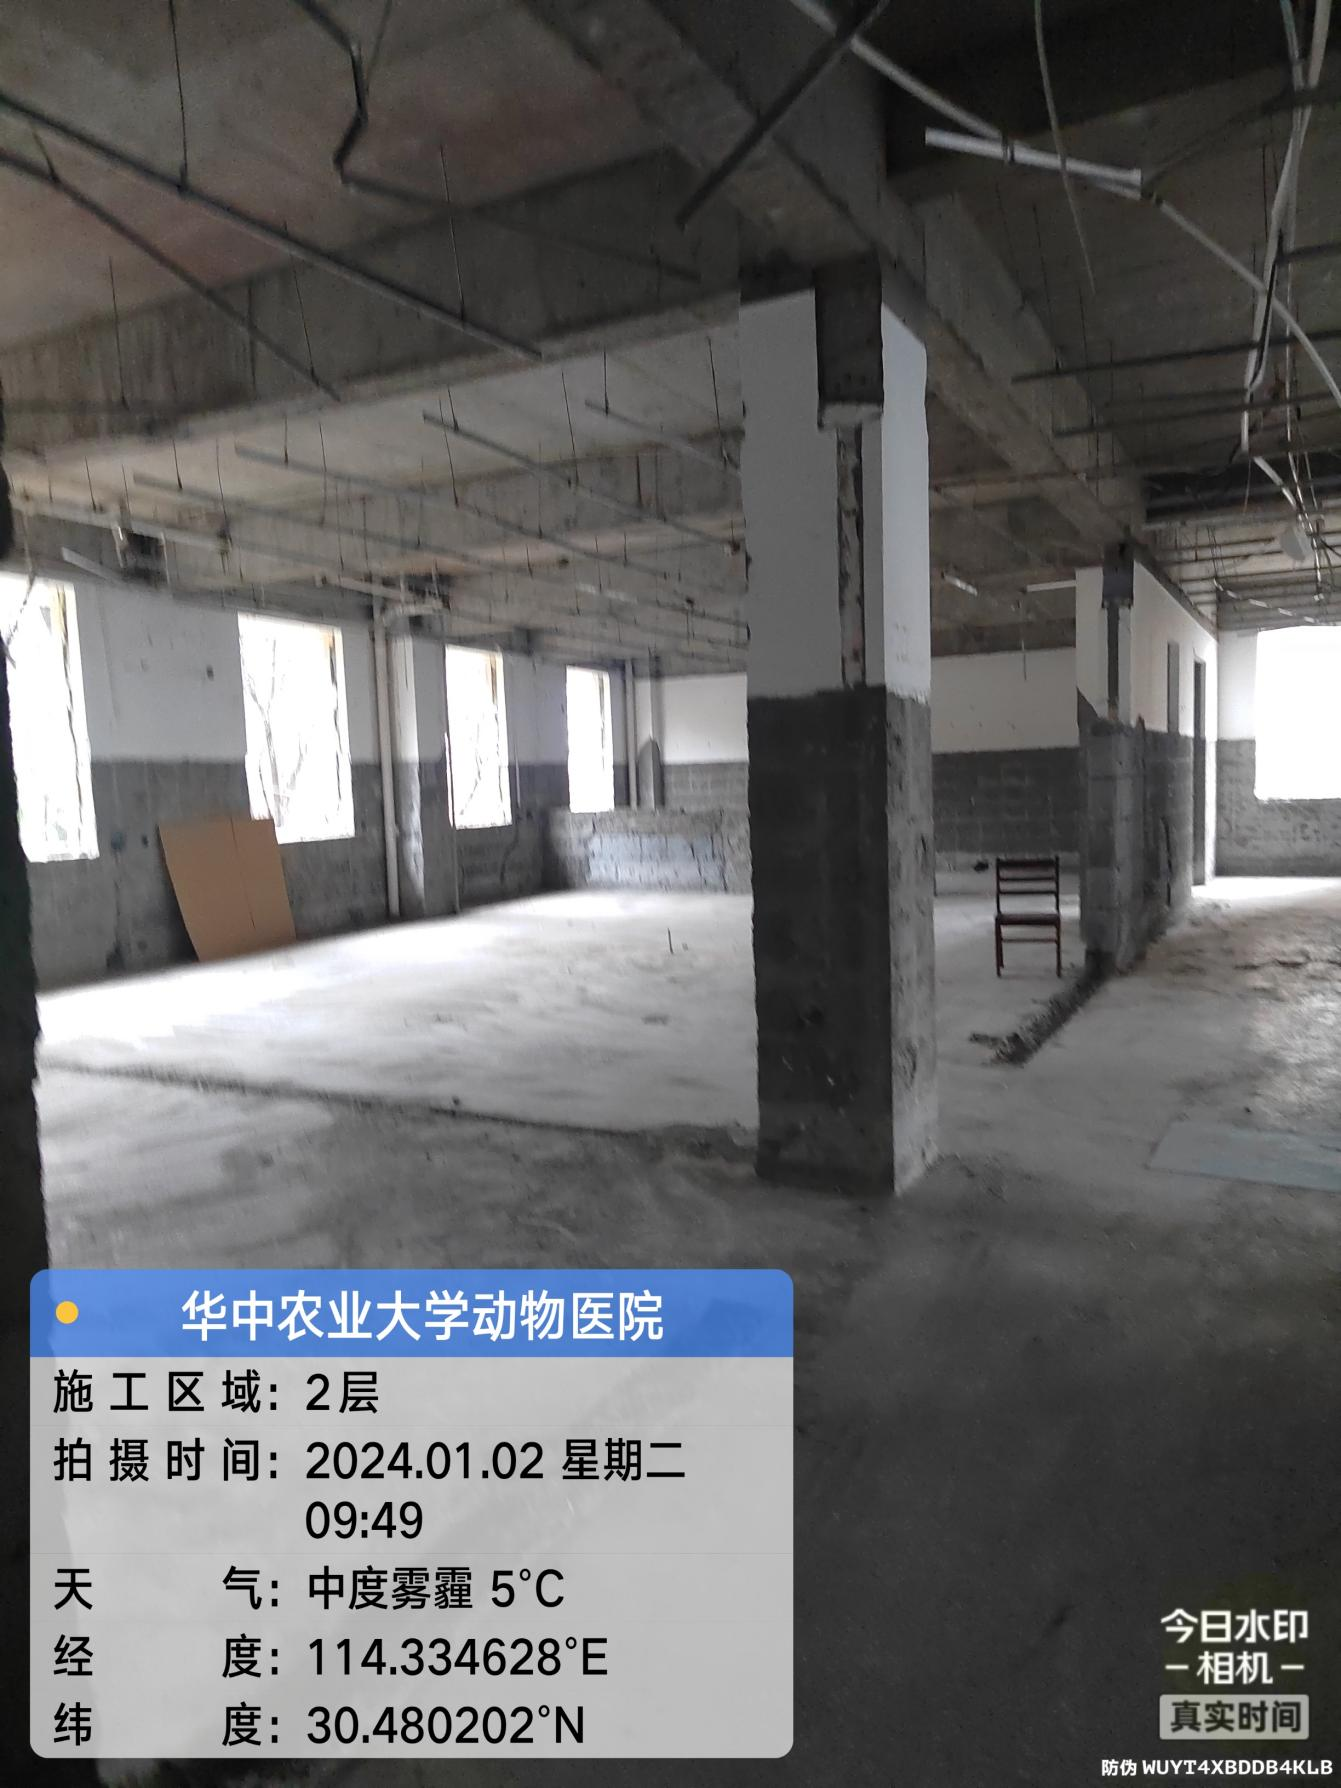 华中农业大学动物医院
施工区域：2层
拍摄时间：2024.01.02 星期二
09:49
天气：中度雾霾 5°C
经度：114.334628°E
纬度：30.480202°N
今日水印
相机
真实时间
防伪 WUYT4XBDDB4KLB